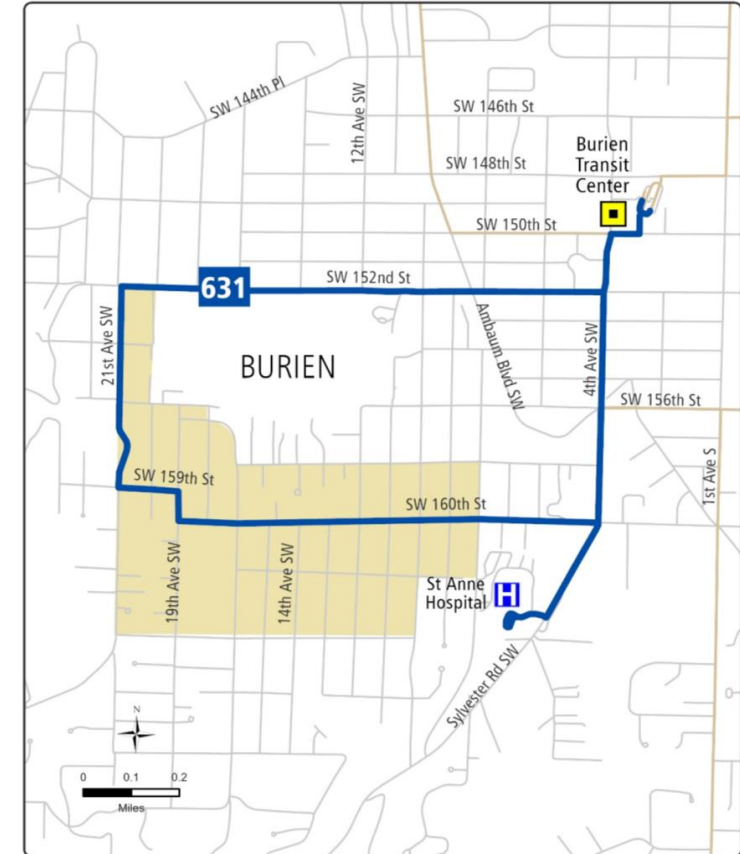 SW 144th Pl
12th Ave SW
SW 146th St
SW 148th St
Burien
Transit
Center
SW 150th St
SW 152nd St
631
21st Ave SW
Ambaum Blvd SW
4th Ave SW
BURIEN
SW 156th St
1st Ave S
SW 159th St
SW 160th St
19th Ave SW
14th Ave SW
St Anne
Hospital
H
Sylvester Rd SW
N
0 0.1 0.2
Miles